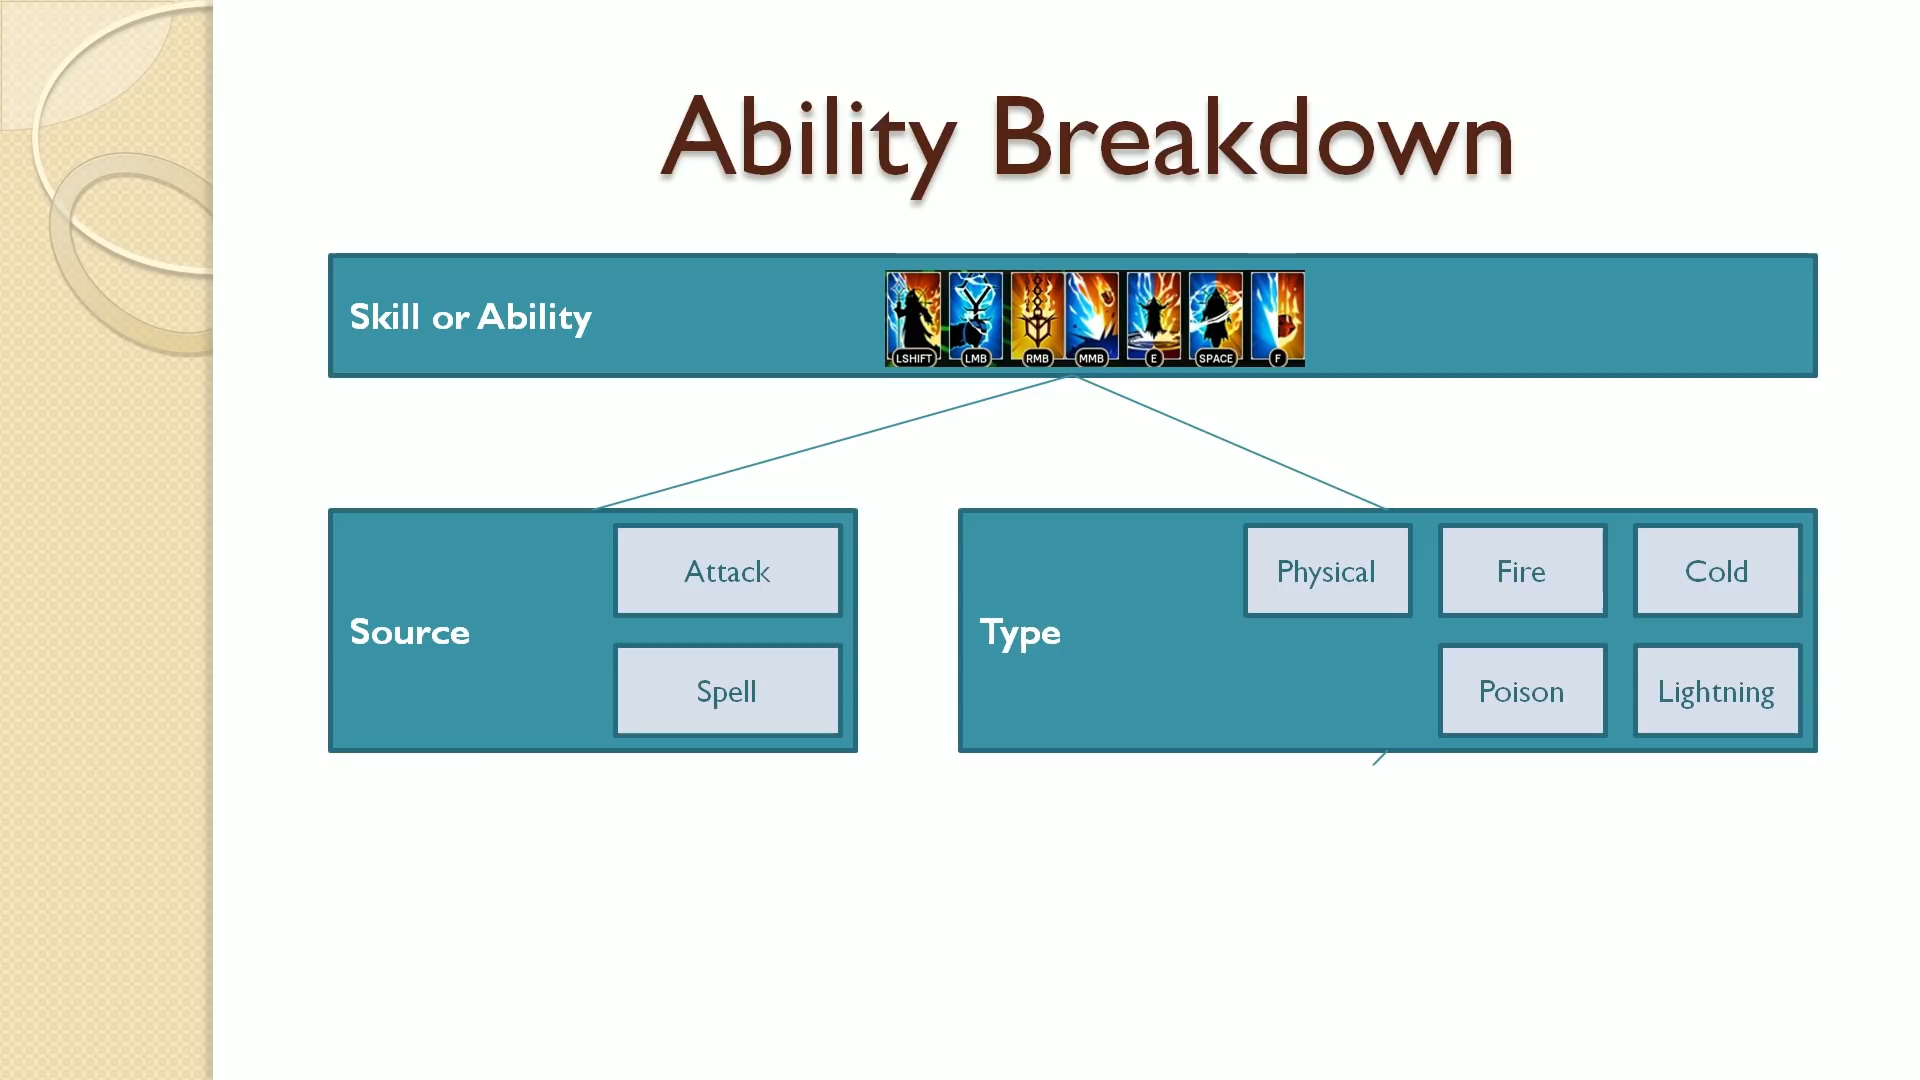 Ability Breakdown
Skill or Ability
LSHIFT LMB RMB MMB E SPACE F
Source
Attack
Spell
Type
Physical Fire Cold
Poison Lightning